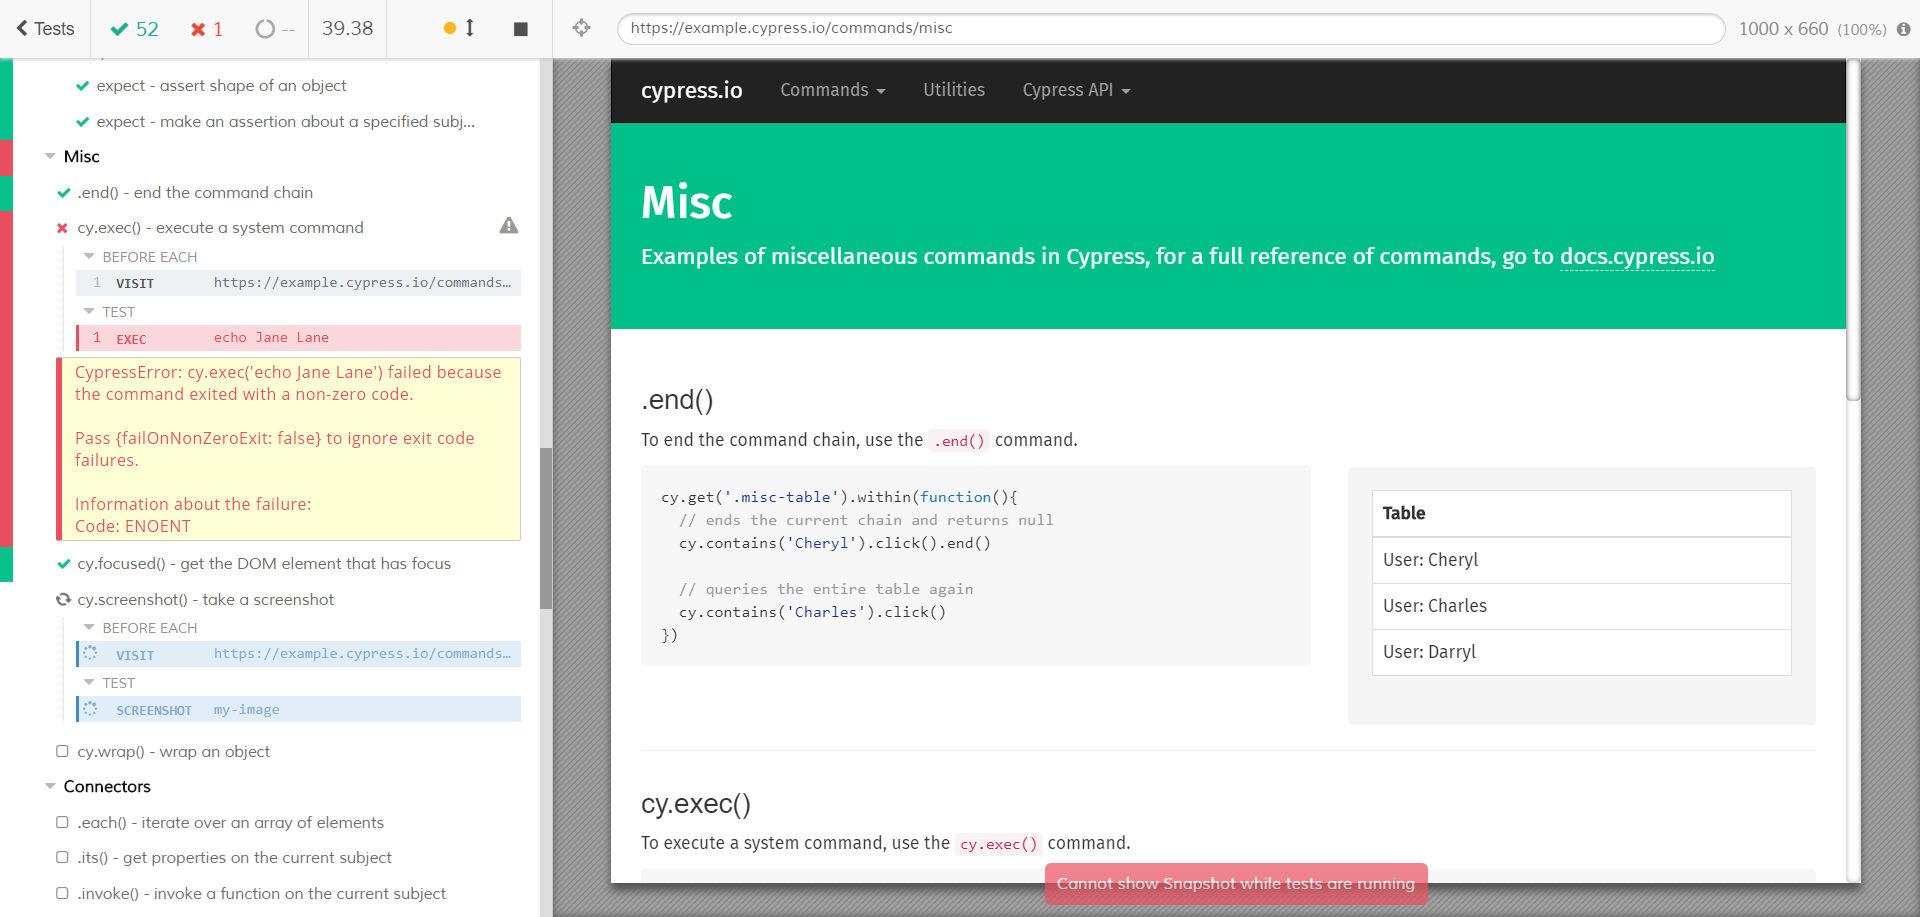 Tests
52
1
--
39.38
https://example.cypress.io/commands/misc
1000 x 660 (100%)
expect - assert shape of an object
expect - make an assertion about a specified subj...
Misc
.end() - end the command chain
cy.exec() - execute a system command
BEFORE EACH
1 VISIT https://example.cypress.io/commands…
TEST
1 EXEC echo Jane Lane
CypressError: cy.exec('echo Jane Lane') failed because
the command exited with a non-zero code.
Pass {failOnNonZeroExit: false} to ignore exit code
failures.
Information about the failure:
Code: ENOENT
cy.focused() - get the DOM element that has focus
cy.screenshot() - take a screenshot
BEFORE EACH
VISIT https://example.cypress.io/commands…
TEST
SCREENSHOT my-image
cy.wrap() - wrap an object
Connectors
.each() - iterate over an array of elements
.its() - get properties on the current subject
.invoke() - invoke a function on the current subject
cypress.io
Commands
Utilities
Cypress API
Misc
Examples of miscellaneous commands in Cypress, for a full reference of commands, go to docs.cypress.io
.end()
To end the command chain, use the .end() command.
cy.get('.misc-table').within(function(){
// ends the current chain and returns null
cy.contains('Cheryl').click().end()
// queries the entire table again
cy.contains('Charles').click()
})
Table
User: Cheryl
User: Charles
User: Darryl
cy.exec()
To execute a system command, use the cy.exec() command.
Cannot show Snapshot while tests are running